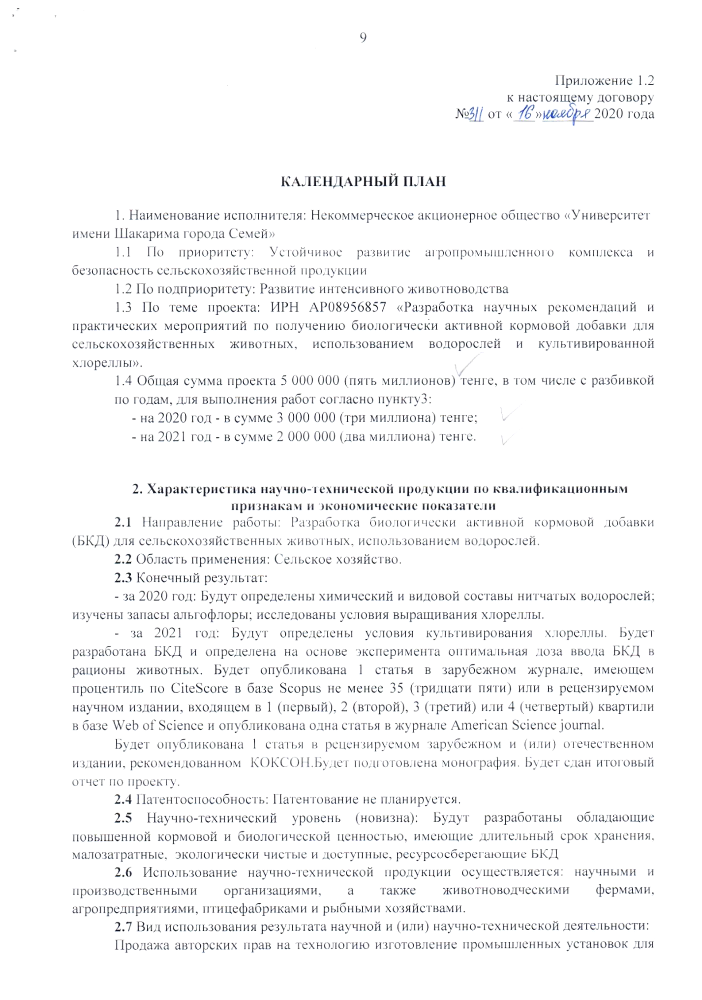 9
Приложение 1.2
к настоящему договору
№311 от «16» ноября 2020 года
КАЛЕНДАРНЫЙ ПЛАН
1. Наименование исполнителя: Некоммерческое акционерное общество «Университет
имени Шакарима города Семей»
1.1 По приоритету: Устойчивое развитие агропромышленного комплекса и
безопасность сельскохозяйственной продукции
1.2 По подприоритету: Развитие интенсивного животноводства
1.3 По теме проекта: ИРН АР08956857 «Разработка научных рекомендаций и
практических мероприятий по получению биологически активной кормовой добавки для
сельскохозяйственных животных, использованием водорослей и культивированной
хлореллы».
1.4 Общая сумма проекта 5 000 000 (пять миллионов) тенге, в том числе с разбивкой
по годам, для выполнения работ согласно пункту3:
- на 2020 год - в сумме 3 000 000 (три миллиона) тенге;
- на 2021 год - в сумме 2 000 000 (два миллиона) тенге.
2. Характеристика научно-технической продукции по квалификационным
признакам и экономические показатели
2.1 Направление работы: Разработка биологически активной кормовой добавки
(БКД) для сельскохозяйственных животных, использованием водорослей.
2.2 Область применения: Сельское хозяйство.
2.3 Конечный результат:
- за 2020 год: Будут определены химический и видовой составы нитчатых водорослей;
изучены запасы альгофлоры; исследованы условия выращивания хлореллы.
- за 2021 год: Будут определены условия культивирования хлореллы. Будет
разработана БКД и определена на основе эксперимента оптимальная доза ввода БКД в
рационы животных. Будет опубликована 1 статья в зарубежном журнале, имеющем
процентиль по CiteScore в базе Scopus не менее 35 (тридцати пяти) или в рецензируемом
научном издании, входящем в 1 (первый), 2 (второй), 3 (третий) или 4 (четвертый) квартили
в базе Web of Science и опубликована одна статья в журнале American Science journal.
Будет опубликована 1 статья в рецензируемом зарубежном и (или) отечественном
издании, рекомендованном КОКСОН.Будет подготовлена монография. Будет сдан итоговый
отчет по проекту.
2.4 Патентоспособность: Патентование не планируется.
2.5 Научно-технический уровень (новизна): Будут разработаны обладающие
повышенной кормовой и биологической ценностью, имеющие длительный срок хранения,
малозатратные, экологически чистые и доступные, ресурсосберегающие БКД
2.6 Использование научно-технической продукции осуществляется: научными и
производственными организациями, а также животноводческими фермами,
агропредприятиями, птицефабриками и рыбными хозяйствами.
2.7 Вид использования результата научной и (или) научно-технической деятельности:
Продажа авторских прав на технологию изготовление промышленных установок для